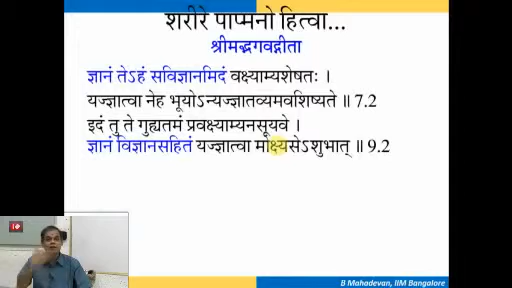 शरीरे पाप्मनो हित्वा...
श्रीमद्भगवद्गीता
ज्ञानं तेऽहं सविज्ञानमिदं वक्ष्याम्यशेषतः ।
यज्ज्ञात्वा नेह भूयोऽन्यज्ज्ञातव्यमवशिष्यते ॥ 7.2
इदं तु ते गुह्यतमं प्रवक्ष्याम्यनसूयवे ।
ज्ञानं विज्ञानसहितं यज्ज्ञात्वा मोक्ष्यसेऽशुभात् ॥ 9.2
B Mahadevan, IIM Bangalore